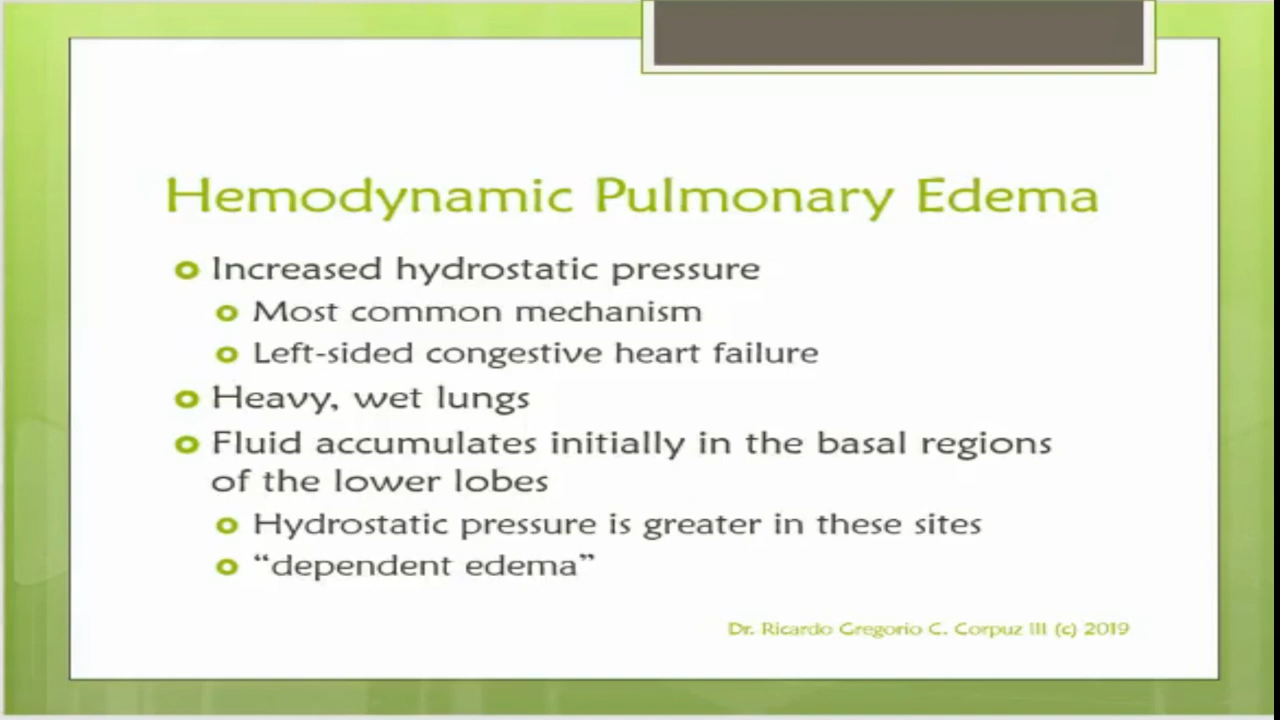 Hemodynamic Pulmonary Edema
Increased hydrostatic pressure
Most common mechanism
Left-sided congestive heart failure
Heavy, wet lungs
Fluid accumulates initially in the basal regions
of the lower lobes
Hydrostatic pressure is greater in these sites
“dependent edema”
Dr. Ricardo Gregorio C. Corpuz III (c) 2019